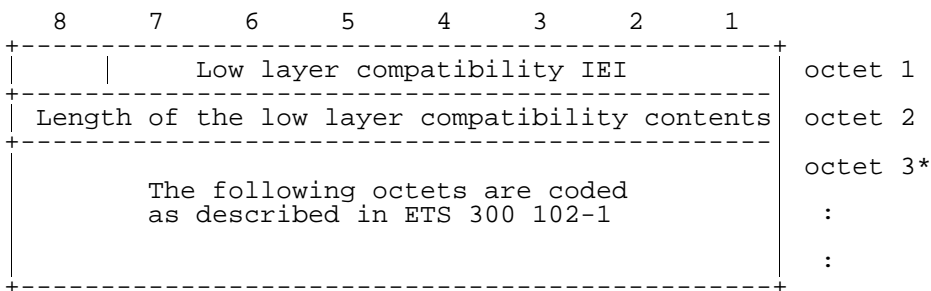 8 7 6 5 4 3 2 1
Low layer compatibility IEI octet 1
Length of the low layer compatibility contents octet 2
octet 3*
The following octets are coded
as described in ETS 300 102-1 :
: